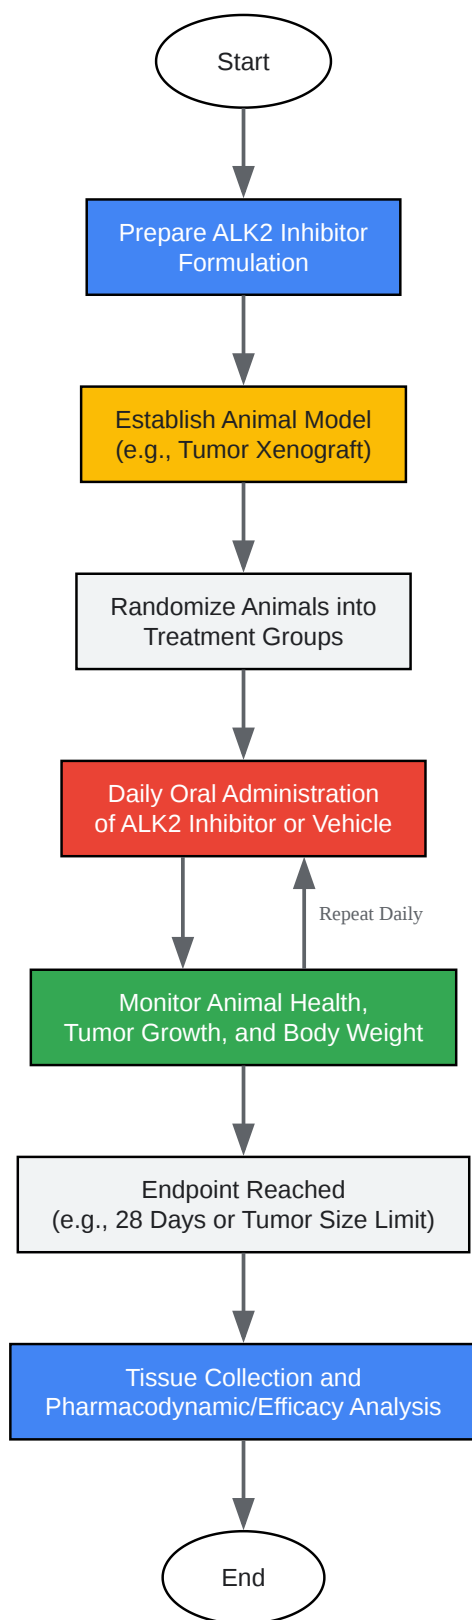 Start
Prepare ALK2 Inhibitor
Formulation
Establish Animal Model
(e.g., Tumor Xenograft)
Randomize Animals into
Treatment Groups
Daily Oral Administration
of ALK2 Inhibitor or Vehicle
Repeat Daily
Monitor Animal Health,
Tumor Growth, and Body Weight
Endpoint Reached
(e.g., 28 Days or Tumor Size Limit)
Tissue Collection and
Pharmacodynamic/Efficacy Analysis
End